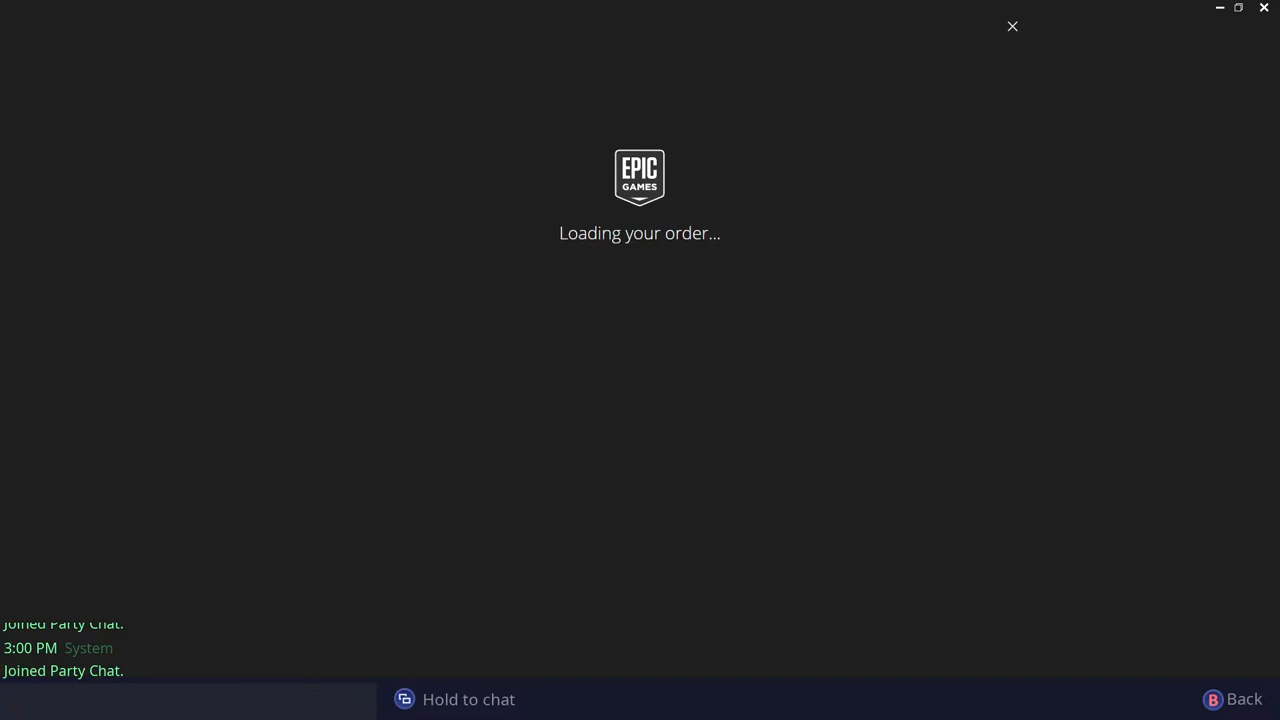 EPIC
GAMES
Loading your order...
Joined Party Chat.
3:00 PM System
Joined Party Chat.
Hold to chat
B Back